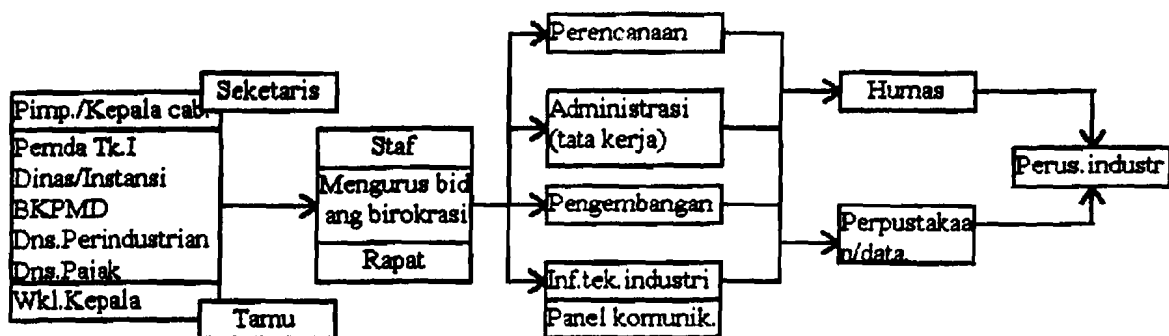 Seketaris
Pimp./Kepala cab.
Pemda Tk.I
Dinas/Instansi
BKPMD
Dns.Perindustrian
Dns.Pajak
Wkl.Kepala
Tamu
Staf
Mengurus bid
ang birokrasi
Rapat
Perencanaan
Administrasi
(tata kerja)
Pengembangan
Inf.tek.industri
Panel komunik.
Humas
Perpustakaa
n/data
Perus.industr